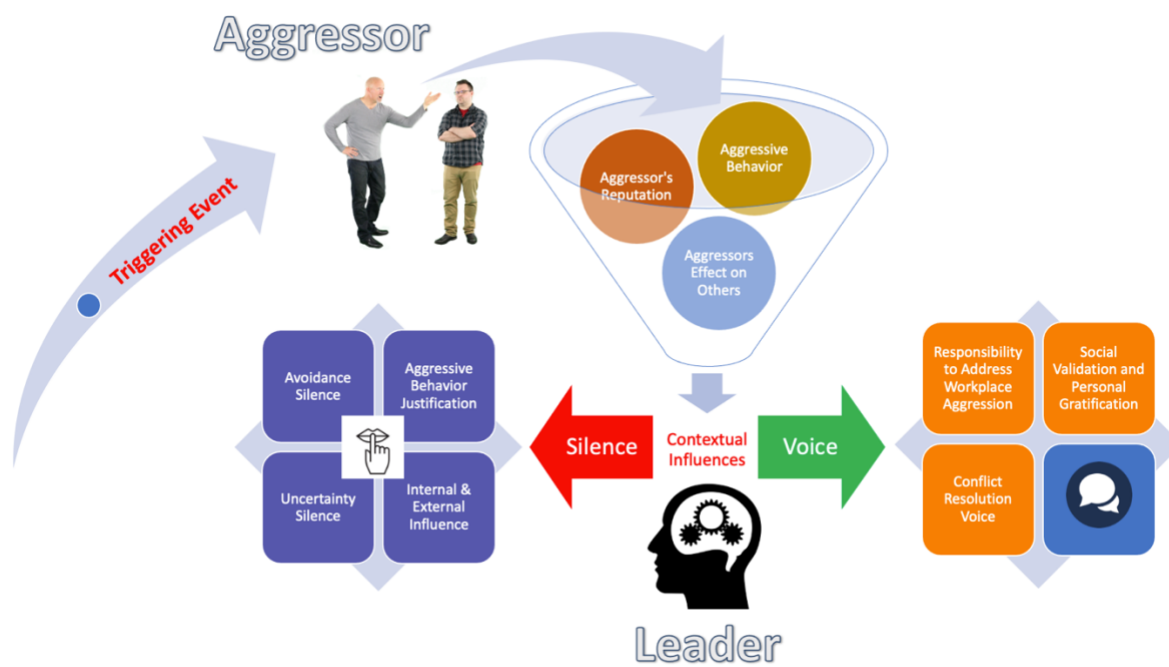 Aggressor
Triggering Event
Aggressor's
Reputation
Aggressive
Behavior
Aggressors
Effect on
Others
Avoidance
Silence
Aggressive
Behavior
Justification
Uncertainty
Silence
Internal &
External
Influence
Silence
Contextual
Influences
Voice
Responsibility
to Address
Workplace
Aggression
Social
Validation and
Personal
Gratification
Conflict
Resolution
Voice
Leader